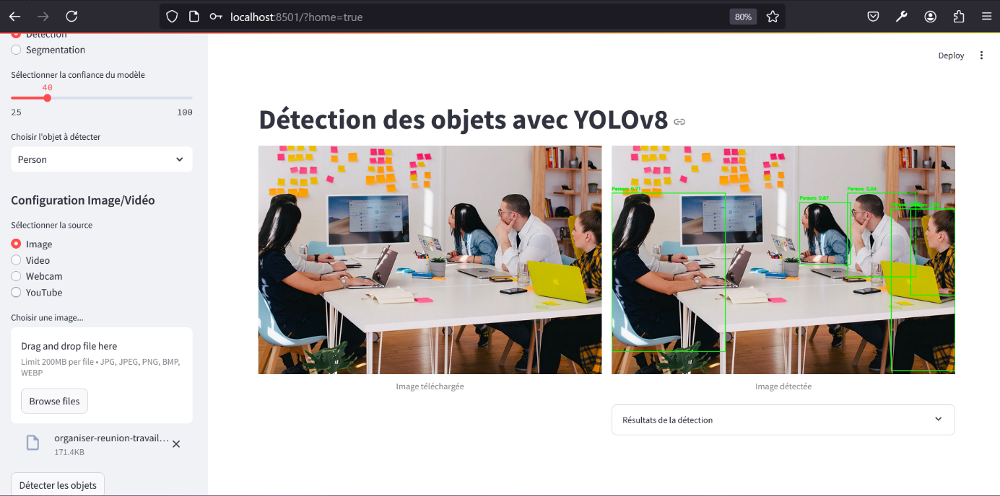 localhost:8501/?home=true
80%
Détection
Segmentation
Sélectionner la confiance du modèle
40
25
100
Choisir l'objet à détecter
Person
Configuration Image/Vidéo
Sélectionner la source
Image
Video
Webcam
YouTube
Choisir une image...
Drag and drop file here
Limit 200MB per file • JPG, JPEG, PNG, BMP,
WEBP
Browse files
organiser-reunion-travail...
171.4KB
Détecter les objets
Deploy
Détection des objets avec YOLOv8
Person: 0.71
Person: 0.87
Person: 0.84
Image téléchargée
Image détectée
Résultats de la détection